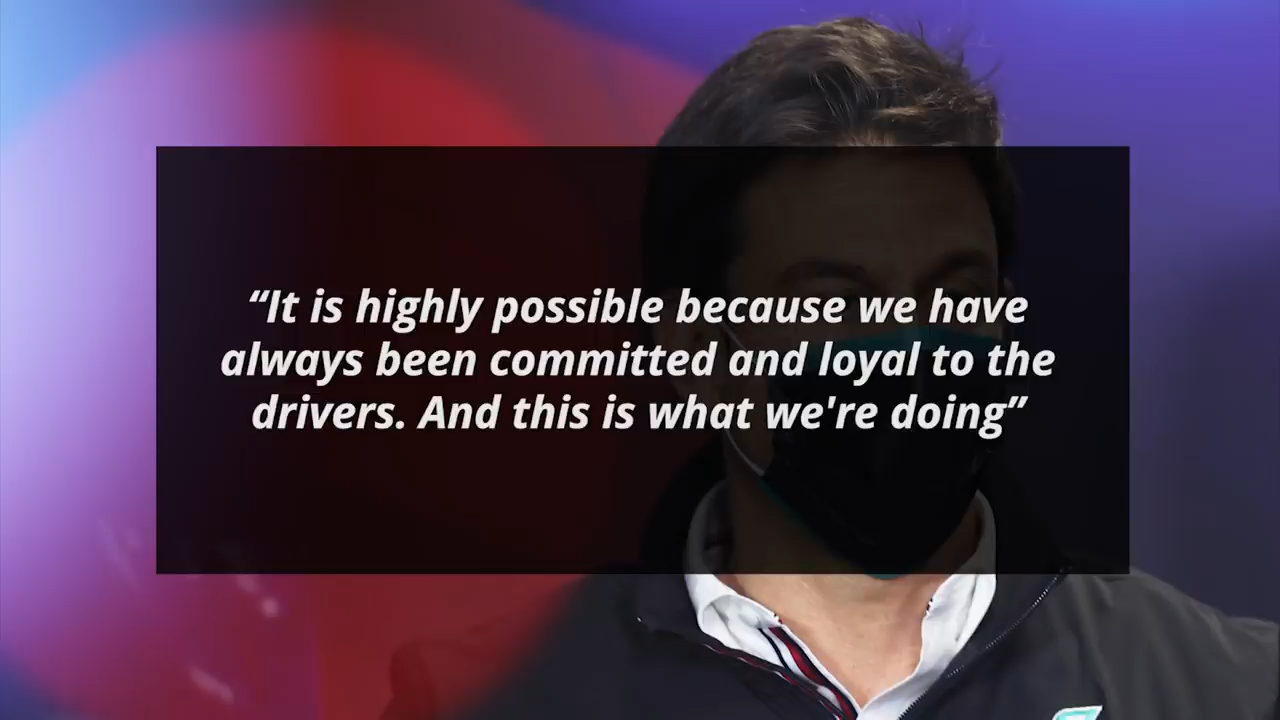 “It is highly possible because we have
always been committed and loyal to the
drivers. And this is what we're doing”